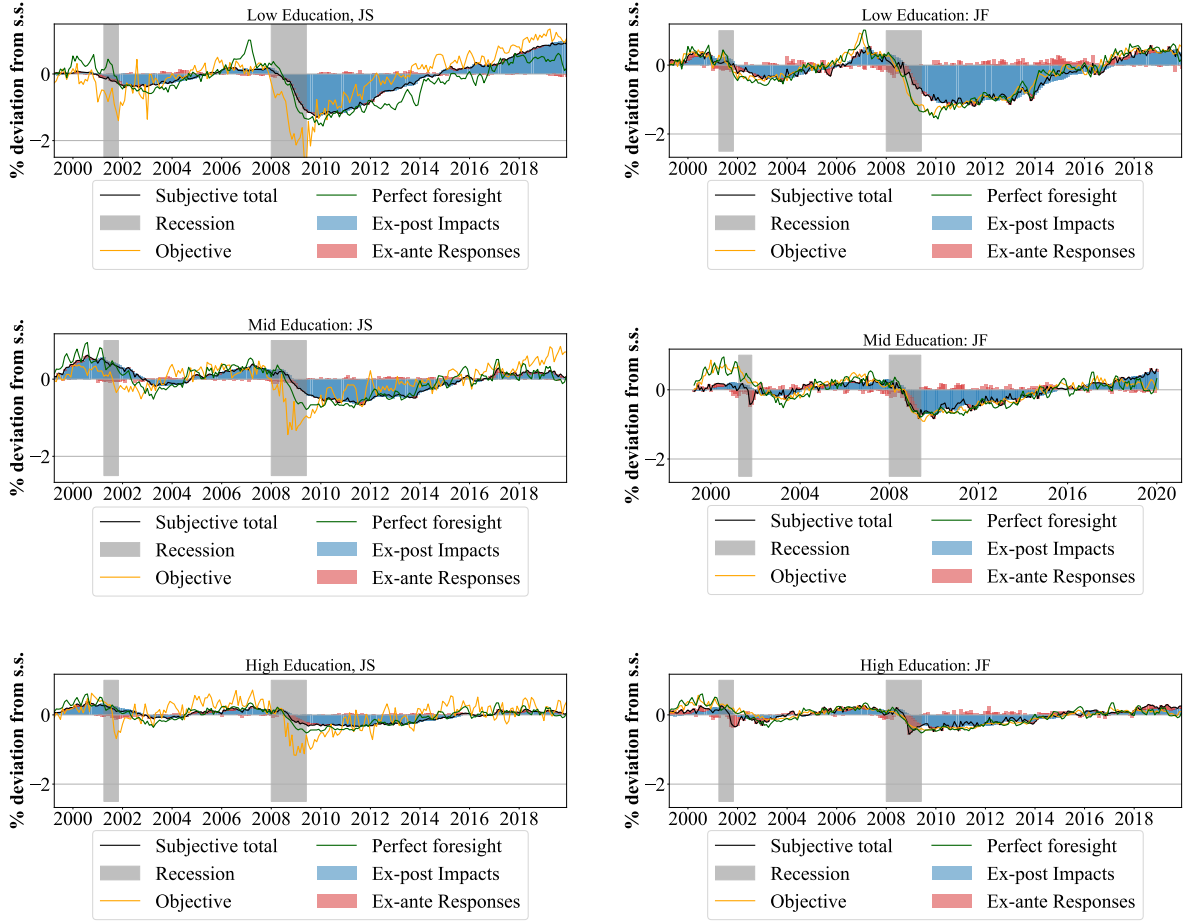 Low Education, JS
% deviation from s.s.
0
−2
2000 2002 2004 2006 2008 2010 2012 2014 2016 2018
Subjective total Perfect foresight
Recession Ex-post Impacts
Objective Ex-ante Responses
Low Education: JF
% deviation from s.s.
0
−2
2000 2002 2004 2006 2008 2010 2012 2014 2016 2018
Subjective total Perfect foresight
Recession Ex-post Impacts
Objective Ex-ante Responses
Mid Education: JS
% deviation from s.s.
0
−2
2000 2002 2004 2006 2008 2010 2012 2014 2016 2018
Subjective total Perfect foresight
Recession Ex-post Impacts
Objective Ex-ante Responses
Mid Education: JF
% deviation from s.s.
0
−2
2000 2004 2008 2012 2016 2020
Subjective total Perfect foresight
Recession Ex-post Impacts
Objective Ex-ante Responses
High Education, JS
% deviation from s.s.
0
−2
2000 2002 2004 2006 2008 2010 2012 2014 2016 2018
Subjective total Perfect foresight
Recession Ex-post Impacts
Objective Ex-ante Responses
High Education: JF
% deviation from s.s.
0
−2
2000 2002 2004 2006 2008 2010 2012 2014 2016 2018
Subjective total Perfect foresight
Recession Ex-post Impacts
Objective Ex-ante Responses